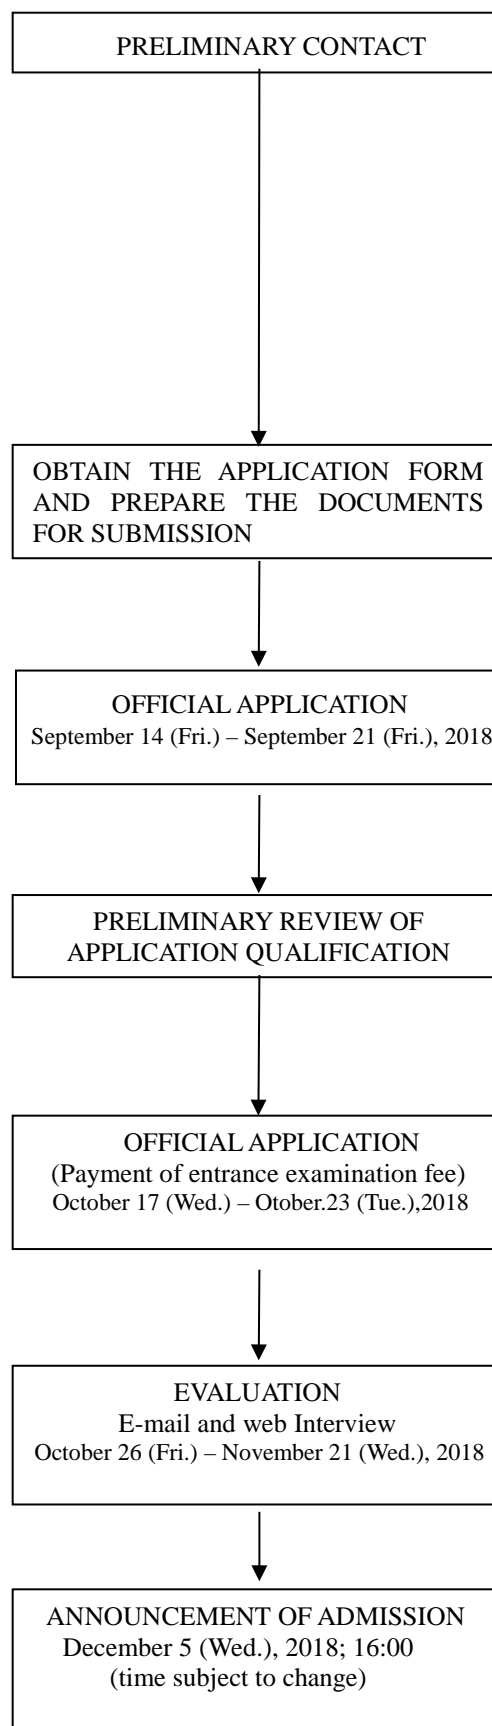 PRELIMINARY CONTACT
OBTAIN THE APPLICATION FORM
AND PREPARE THE DOCUMENTS
FOR SUBMISSION
OFFICIAL APPLICATION
September 14 (Fri.) – September 21 (Fri.), 2018
PRELIMINARY REVIEW OF
APPLICATION QUALIFICATION
OFFICIAL APPLICATION
(Payment of entrance examination fee)
October 17 (Wed.) – Otober.23 (Tue.),2018
EVALUATION
E-mail and web Interview
October 26 (Fri.) – November 21 (Wed.), 2018
ANNOUNCEMENT OF ADMISSION
December 5 (Wed.), 2018; 16:00
(time subject to change)